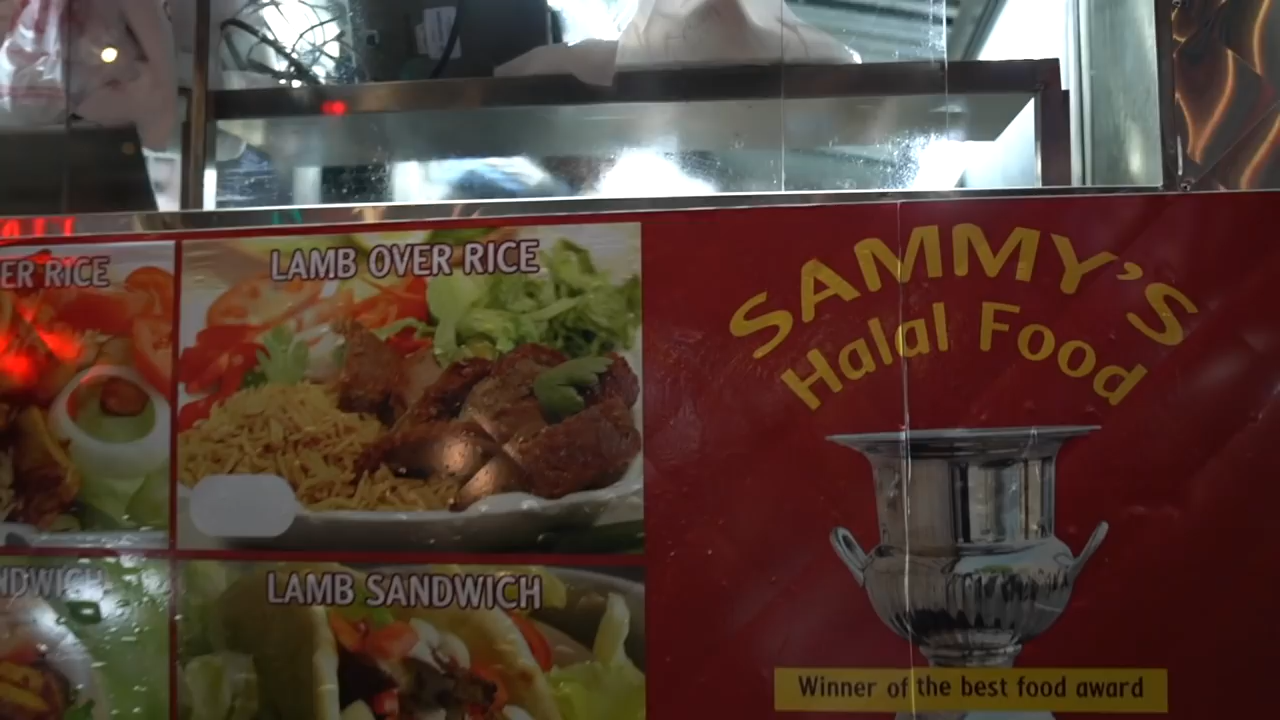 ER RICE
LAMB OVER RICE
SAMMY'S
Halal Food
NDWICH
LAMB SANDWICH
Winner of the best food award